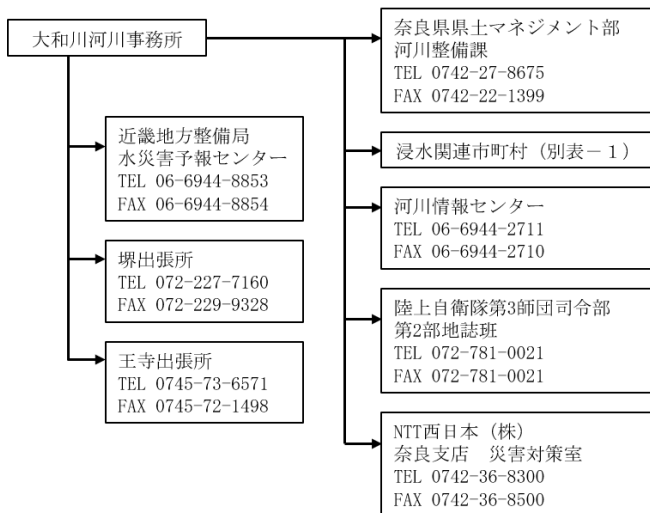 大和川河川事務所
近畿地方整備局
水災害予報センター
TEL 06-6944-8853
FAX 06-6944-8854
堺出張所
TEL 072-227-7160
FAX 072-229-9328
王寺出張所
TEL 0745-73-6571
FAX 0745-72-1498
奈良県県土マネジメント部
河川整備課
TEL 0742-27-8675
FAX 0742-22-1399
浸水関連市町村（別表－１）
河川情報センター
TEL 06-6944-2711
FAX 06-6944-2710
陸上自衛隊第3師団司令部
第2部地誌班
TEL 072-781-0021
FAX 072-781-0021
NTT西日本（株）
奈良支店　災害対策室
TEL 0742-36-8300
FAX 0742-36-8500